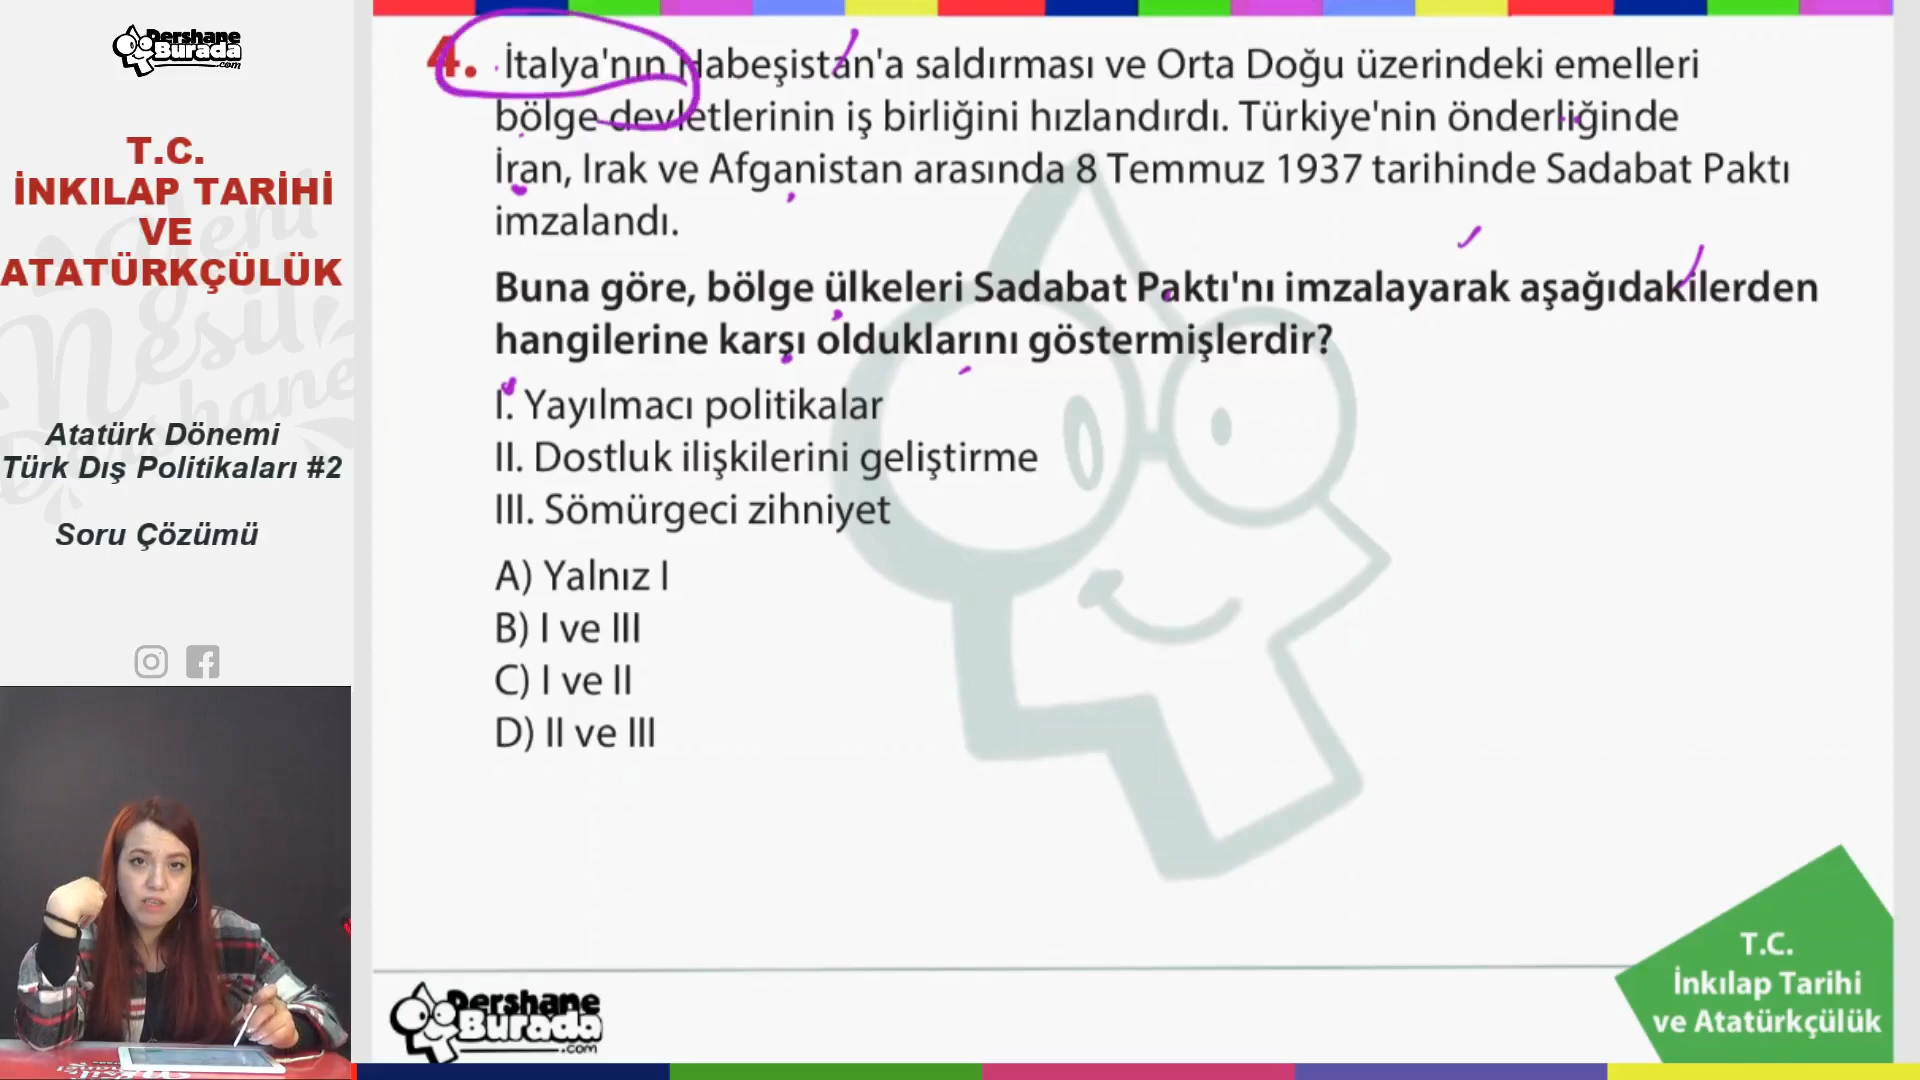 Dershane
Burada
.com
T.C.
İNKILAP TARİHİ
VE
ATATÜRKÇÜLÜK
Atatürk Dönemi
Türk Dış Politikaları #2
Soru Çözümü
4. İtalya'nın Habeşistan'a saldırması ve Orta Doğu üzerindeki emelleri
bölge devletlerinin iş birliğini hızlandırdı. Türkiye'nin önderliğinde
İran, Irak ve Afganistan arasında 8 Temmuz 1937 tarihinde Sadabat Paktı
imzalandı.
Buna göre, bölge ülkeleri Sadabat Paktı'nı imzalayarak aşağıdakilerden
hangilerine karşı olduklarını göstermişlerdir?
I. Yayılmacı politikalar
II. Dostluk ilişkilerini geliştirme
III. Sömürgeci zihniyet
A) Yalnız I
B) I ve III
C) I ve II
D) II ve III
Dershane
Burada
.com
T.C.
İnkılap Tarihi
ve Atatürkçülük